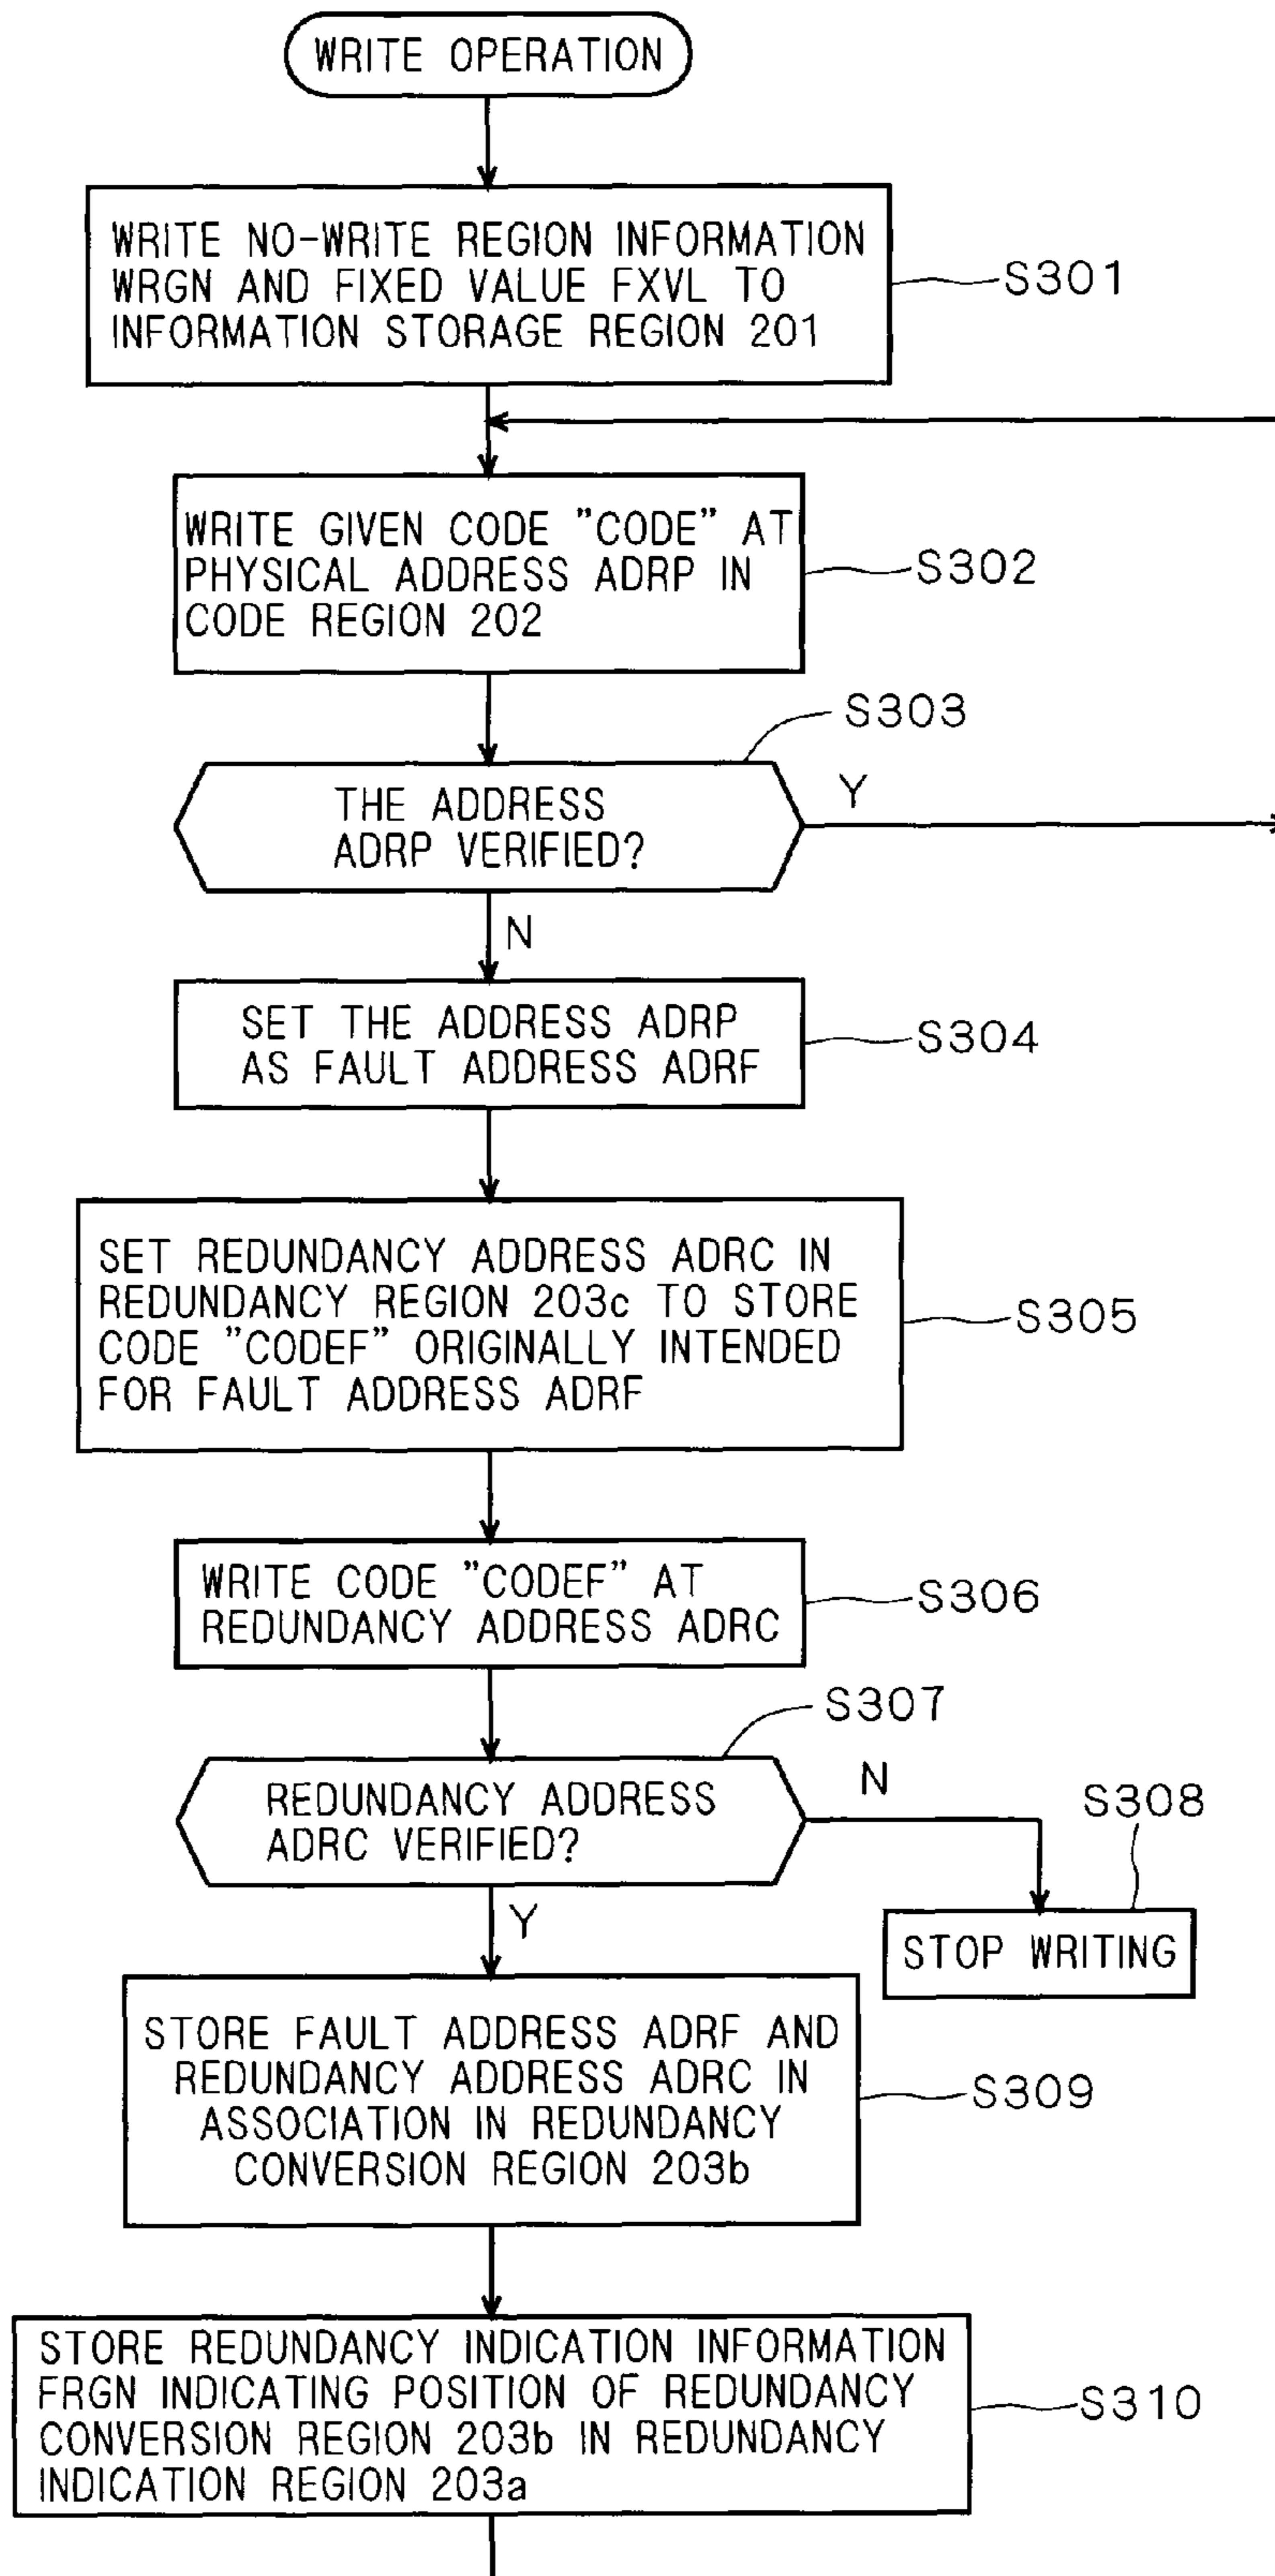 WRITE OPERATION
WRITE NO-WRITE REGION INFORMATION
WRGN AND FIXED VALUE FXVL TO
INFORMATION STORAGE REGION 201
S301
WRITE GIVEN CODE "CODE" AT
PHYSICAL ADDRESS ADRP IN
CODE REGION 202
S302
S303
THE ADDRESS
ADRP VERIFIED?
Y
N
SET THE ADDRESS ADRP
AS FAULT ADDRESS ADRF
S304
SET REDUNDANCY ADDRESS ADRC IN
REDUNDANCY REGION 203c TO STORE
CODE "CODEF" ORIGINALLY INTENDED
FOR FAULT ADDRESS ADRF
S305
WRITE CODE "CODEF" AT
REDUNDANCY ADDRESS ADRC
S306
S307
REDUNDANCY ADDRESS
ADRC VERIFIED?
N
S308
Y
STOP WRITING
STORE FAULT ADDRESS ADRF AND
REDUNDANCY ADDRESS ADRC IN
ASSOCIATION IN REDUNDANCY
CONVERSION REGION 203b
S309
STORE REDUNDANCY INDICATION INFORMATION
FRGN INDICATING POSITION OF REDUNDANCY
CONVERSION REGION 203b IN REDUNDANCY
INDICATION REGION 203a
S310